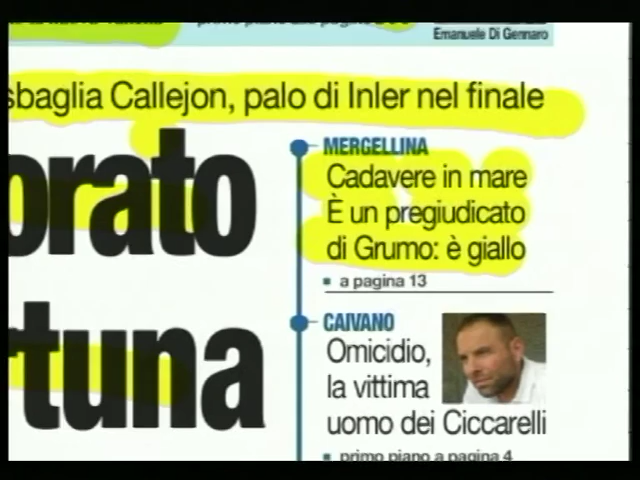 Emanuele Di Gennaro
sbaglia Callejon, palo di Inler nel finale
orato
rtuna
MERGELLINA
Cadavere in mare
È un pregiudicato
di Grumo: è giallo
a pagina 13
CAIVANO
Omicidio,
la vittima
uomo dei Ciccarelli
primo piano a pagina 4